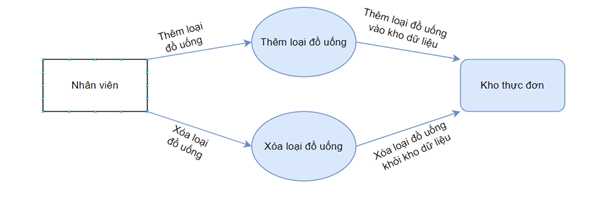 Nhân viên
Thêm loại
đồ uống
Thêm loại đồ uống
Thêm loại đồ uống
vào kho dữ liệu
Kho thực đơn
Xóa loại
đồ uống
Xóa loại đồ uống
Xóa loại đồ uống
khỏi kho dữ liệu